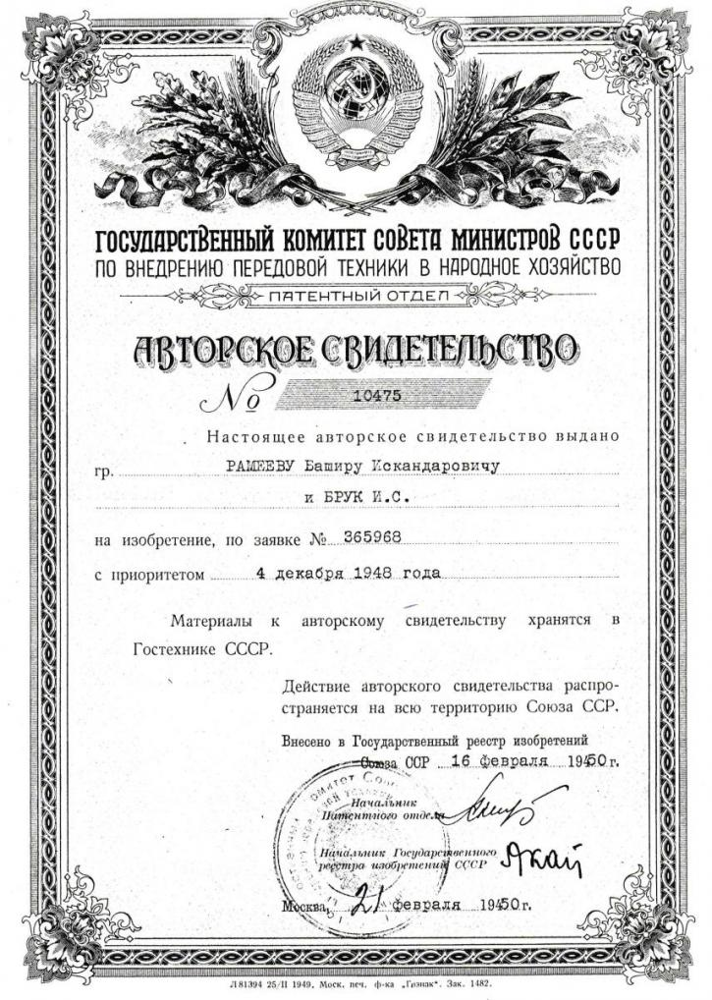 ГОСУДАРСТВЕННЫЙ КОМИТЕТ СОВЕТА МИНИСТРОВ СССР
ПО ВНЕДРЕНИЮ ПЕРЕДОВОЙ ТЕХНИКИ В НАРОДНОЕ ХОЗЯЙСТВО
ПАТЕНТНЫЙ ОТДЕЛ
АВТОРСКОЕ СВИДЕТЕЛЬСТВО
№ 10475
Настоящее авторское свидетельство выдано
гр. РАМЕЕВУ Баширу Искандаровичу
и БРУК И.С.
на изобретение, по заявке № 365968
с приоритетом 4 декабря 1948 года
Материалы к авторскому свидетельству хранятся в
Гостехнике СССР.
Действие авторского свидетельства распро-
страняется на всю территорию Союза ССР.
Внесено в Государственный реестр изобретений
Союза ССР 16 февраля 1950 г.
Начальник
Патентного отдела
Начальник Государственного
реестра изобретений СССР
Москва, 21 февраля 1950 г.
Л 81394 25/II 1949. Моск. печ. ф-ка „Гознак“. Зак. 1482.